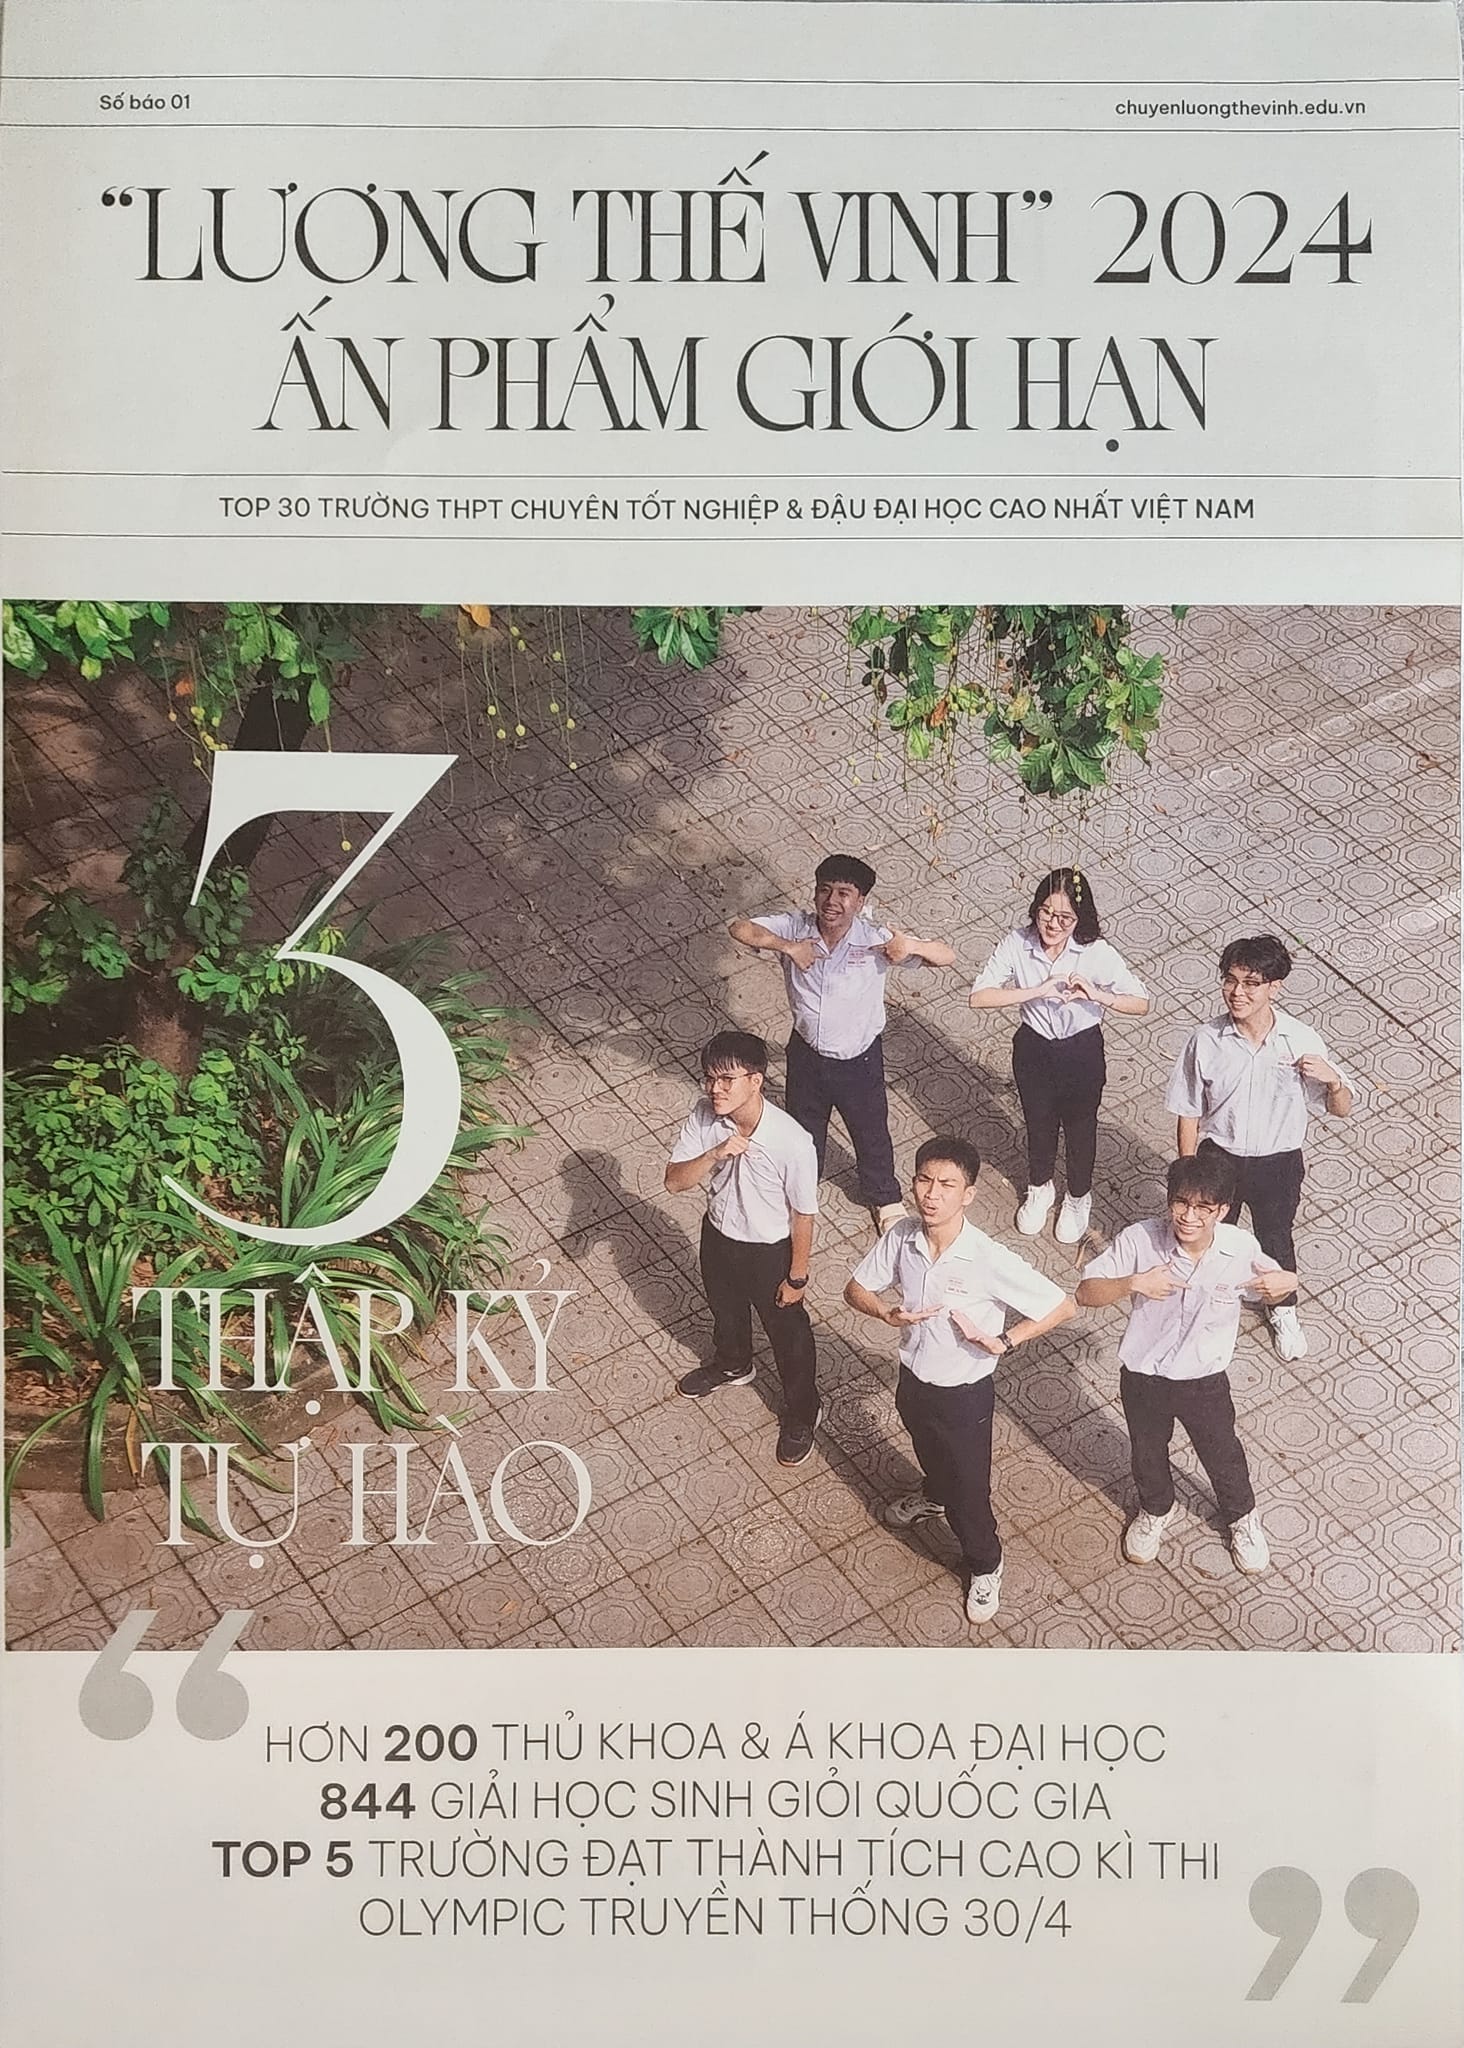 Số báo 01
chuyenluongthevinh.edu.vn
“LƯƠNG THẾ VINH” 2024
ẤN PHẨM GIỚI HẠN
TOP 30 TRƯỜNG THPT CHUYÊN TỐT NGHIỆP & ĐẬU ĐẠI HỌC CAO NHẤT VIỆT NAM
3
THẬP KỶ
TỰ HÀO
“
HƠN 200 THỦ KHOA & Á KHOA ĐẠI HỌC
844 GIẢI HỌC SINH GIỎI QUỐC GIA
TOP 5 TRƯỜNG ĐẠT THÀNH TÍCH CAO KÌ THI
OLYMPIC TRUYỀN THỐNG 30/4
”